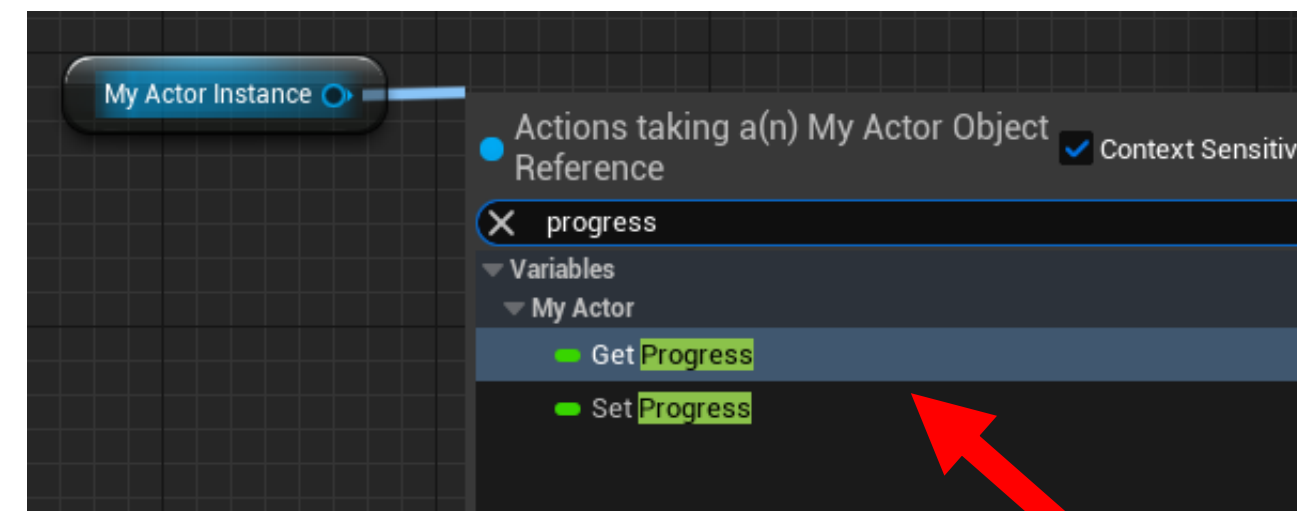 My Actor Instance
Actions taking a(n) My Actor Object
Reference
Context Sensitiv
progress
Variables
My Actor
Get Progress
Set Progress